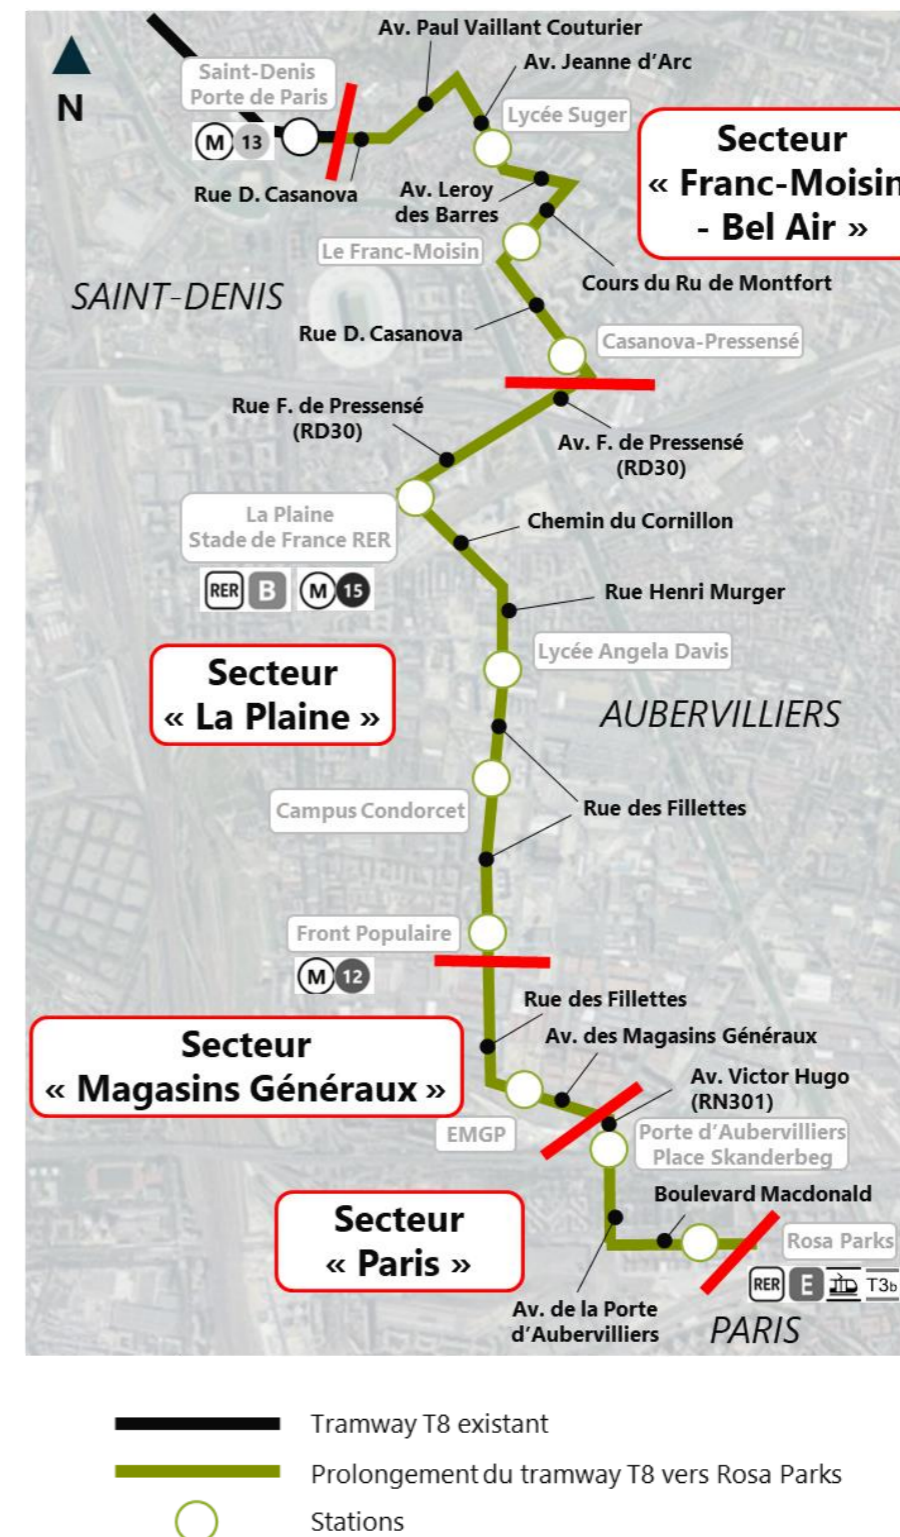 Av. Paul Vaillant Couturier
Av. Jeanne d’Arc
Saint-Denis
Porte de Paris
N
M 13
Lycée Suger
Secteur
« Franc-Moisin
- Bel Air »
Rue D. Casanova
Av. Leroy
des Barres
Le Franc-Moisin
Cours du Ru de Montfort
SAINT-DENIS
Rue D. Casanova
Casanova-Pressensé
Rue F. de Pressensé
(RD30)
Av. F. de Pressensé
(RD30)
La Plaine
Stade de France RER
Chemin du Cornillon
RER B M 15
Rue Henri Murger
Lycée Angela Davis
Secteur
« La Plaine »
AUBERVILLIERS
Campus Condorcet
Rue des Fillettes
Front Populaire
M 12
Rue des Fillettes
Av. des Magasins Généraux
Secteur
« Magasins Généraux »
Av. Victor Hugo
(RN301)
EMGP
Porte d’Aubervilliers
Place Skanderbeg
Boulevard Macdonald
Secteur
« Paris »
Rosa Parks
RER E T3b
Av. de la Porte
d’Aubervilliers
PARIS
Tramway T8 existant
Prolongement du tramway T8 vers Rosa Parks
Stations